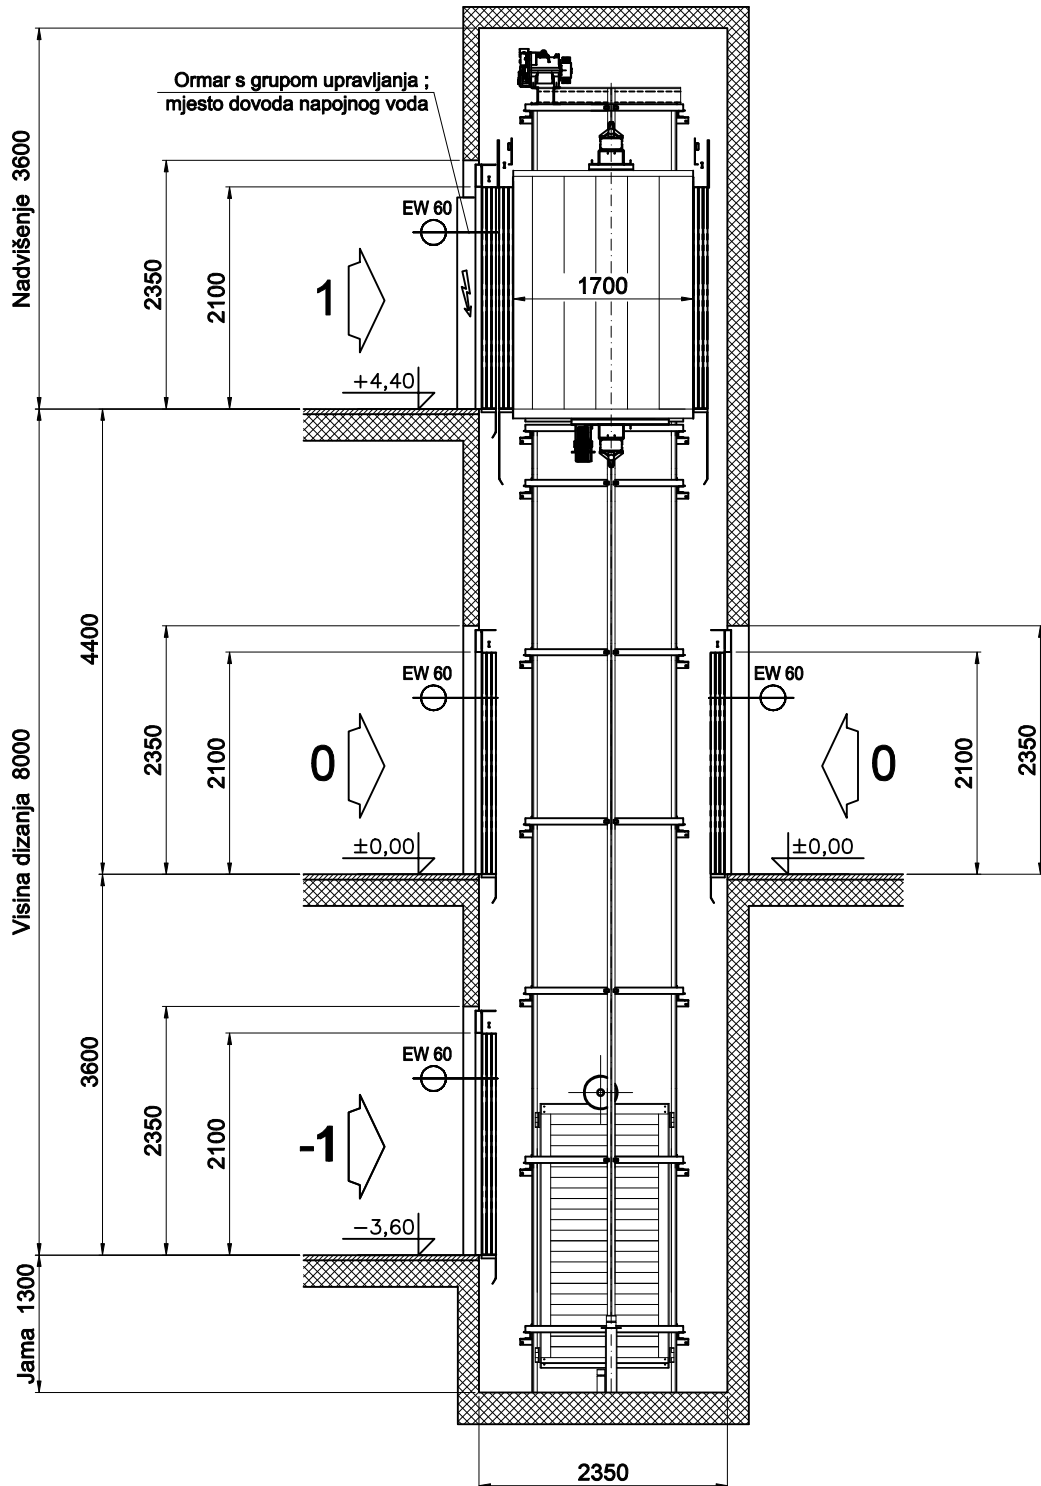 Ormar s grupom upravljanja ;
mjesto dovoda napojnog voda
Nadvišenje 3600
2350
2100
EW 60
1
1700
+4,40
Visina dizanja 8000
4400
2350
2100
EW 60
0
±0,00
EW 60
0
±0,00
2100
2350
3600
2350
2100
EW 60
-1
−3,60
Jama 1300
2350